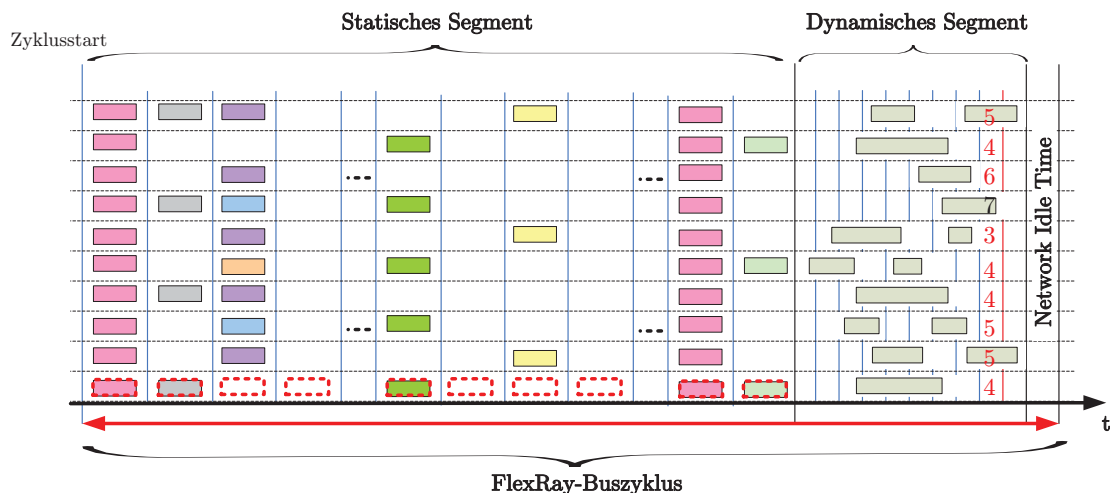 Statisches Segment
Dynamisches Segment
Zyklusstart
5
4
...
...
6
7
3
4
4
...
...
5
5
4
Network Idle Time
t
FlexRay-Buszyklus